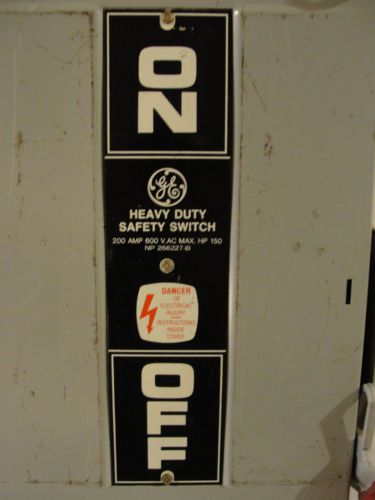 ON
GE
HEAVY DUTY
SAFETY SWITCH
200 AMP 600 V.AC MAX. HP 150
NP 266227-B
DANGER
OF
ELECTRICAL
INJURY
INSTRUCTIONS
INSIDE
COVER
OFF